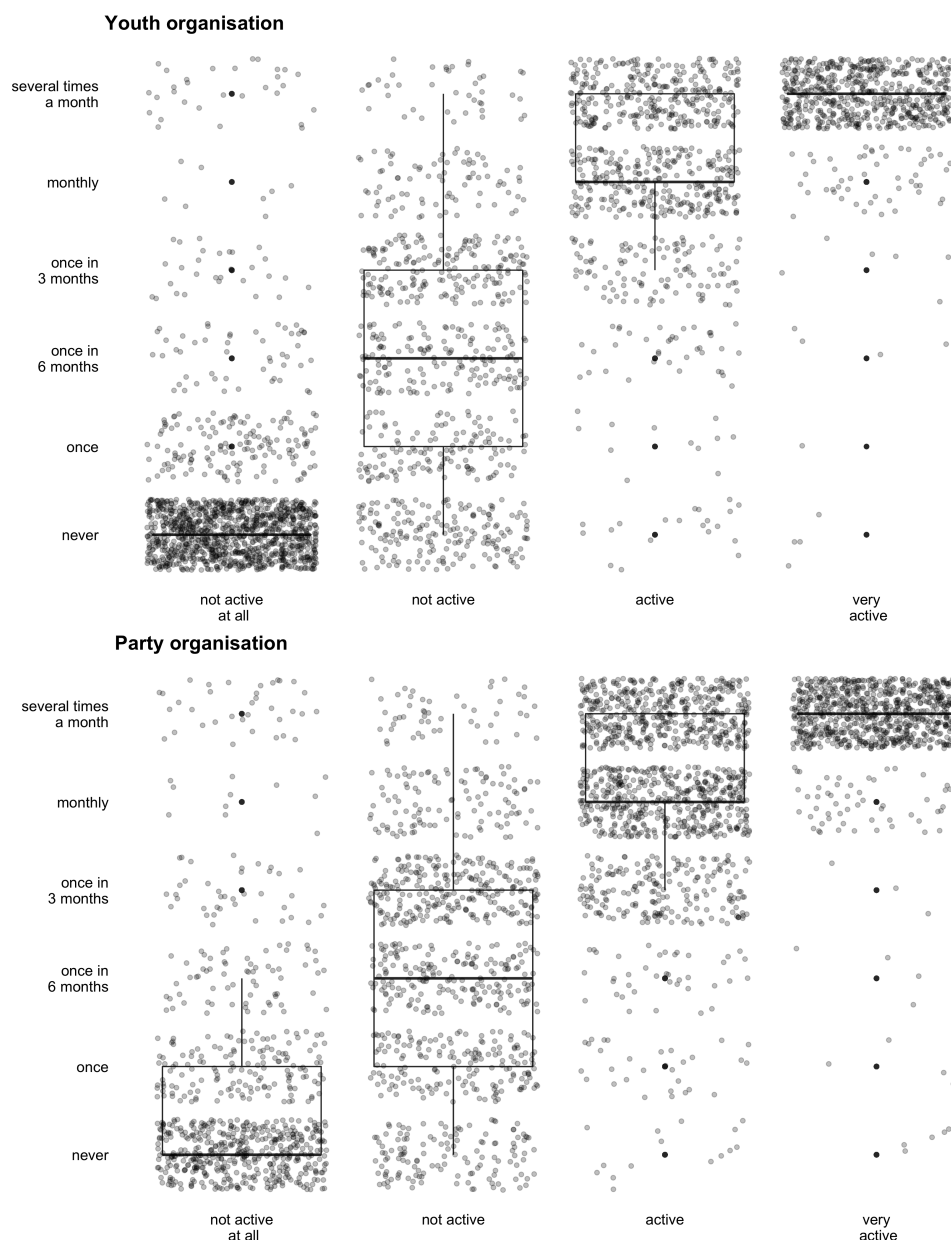 Youth organisation
several times
a month
monthly
once in
3 months
once in
6 months
once
never
not active
at all
not active
active
very
active
Party organisation
several times
a month
monthly
once in
3 months
once in
6 months
once
never
not active
at all
not active
active
very
active